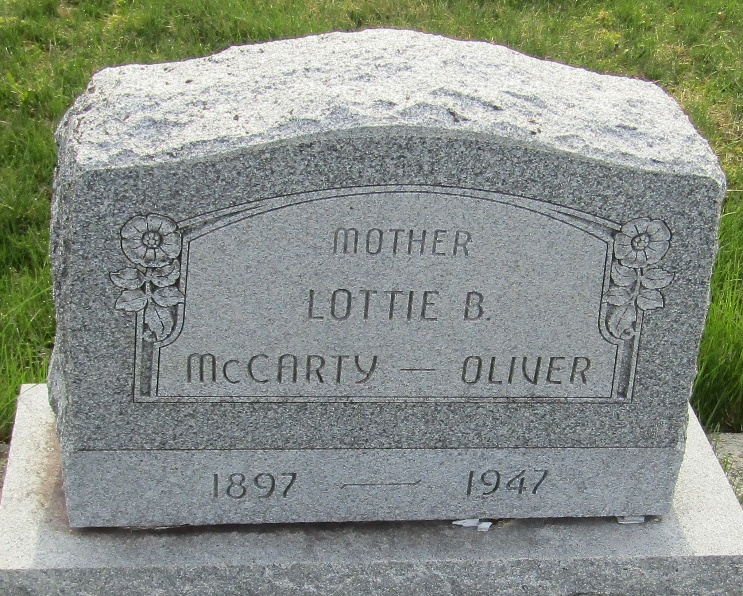 MOTHER
LOTTIE B.
McCARTY — OLIVER
1897 — 1947